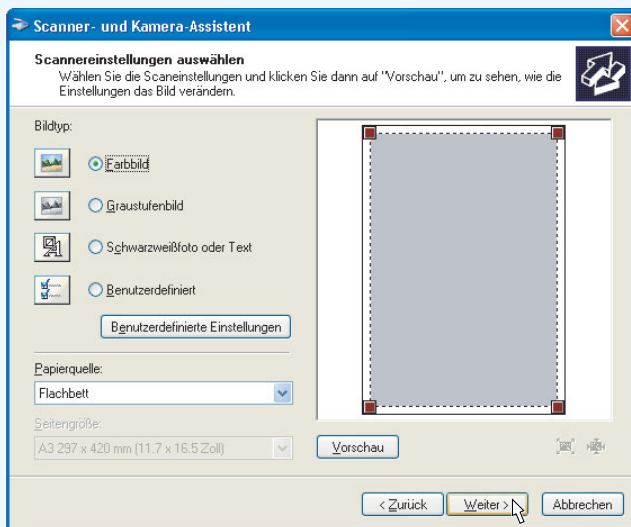 Scanner- und Kamera-Assistent
Scannereinstellungen auswählen
Wählen Sie die Scaneinstellungen und klicken Sie dann auf "Vorschau", um zu sehen, wie die
Einstellungen das Bild verändern.
Bildtyp:
Farbbild
Graustufenbild
Schwarzweißfoto oder Text
Benutzerdefiniert
Benutzerdefinierte Einstellungen
Papierquelle:
Flachbett
Seitengröße:
A3 297 x 420 mm (11.7 x 16.5 Zoll)
Vorschau
< Zurück
Weiter >
Abbrechen